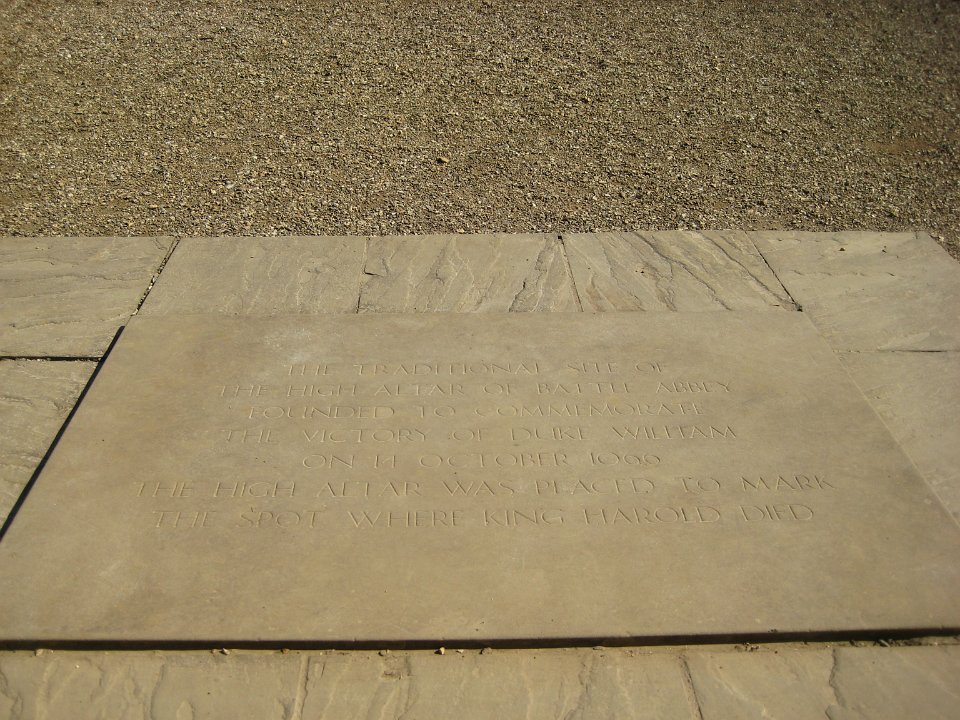 THE TRADITIONAL SITE OF
THE HIGH ALTAR OF BATTLE ABBEY
FOUNDED TO COMMEMORATE
THE VICTORY OF DUKE WILLIAM
ON 14 OCTOBER 1066
THE HIGH ALTAR WAS PLACED TO MARK
THE SPOT WHERE KING HAROLD DIED